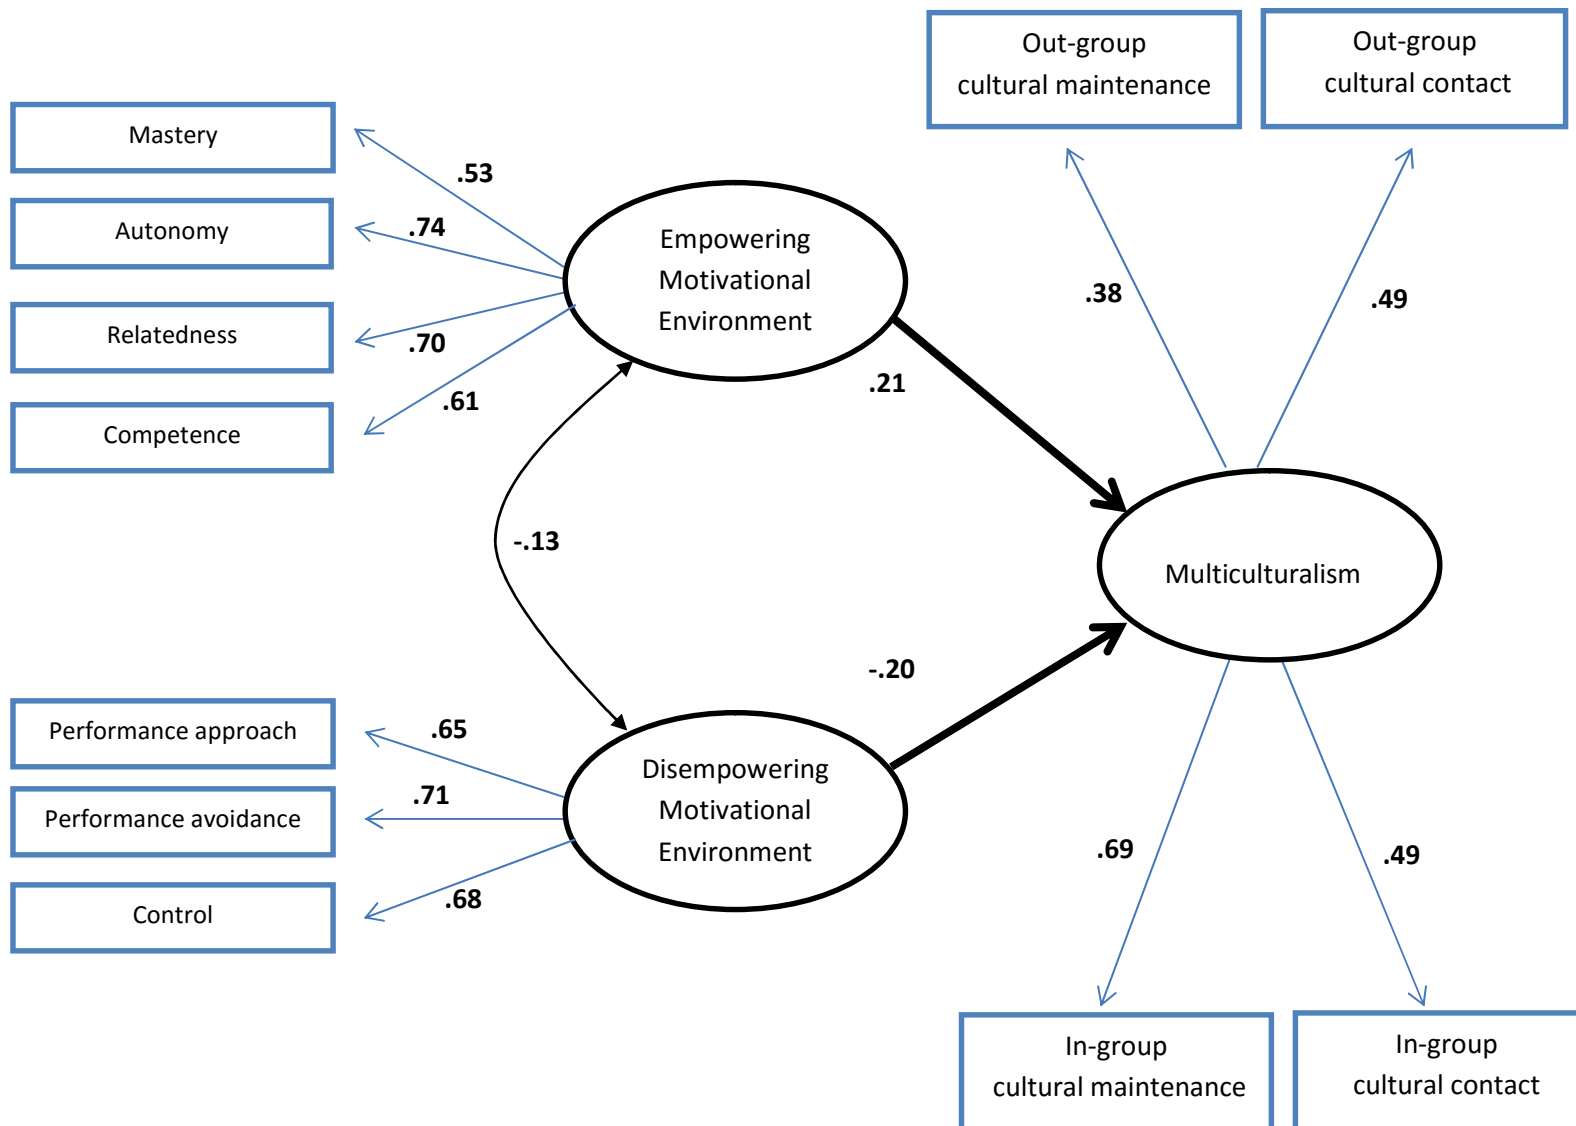 Out-group
cultural maintenance
Out-group
cultural contact
Mastery
.53
Autonomy
.74
Empowering
Motivational
Environment
Relatedness
.70
.38
.49
Competence
.61
.21
-.13
Multiculturalism
-.20
Performance approach
.65
Performance avoidance
.71
Disempowering
Motivational
Environment
Control
.68
.69
.49
In-group
cultural maintenance
In-group
cultural contact